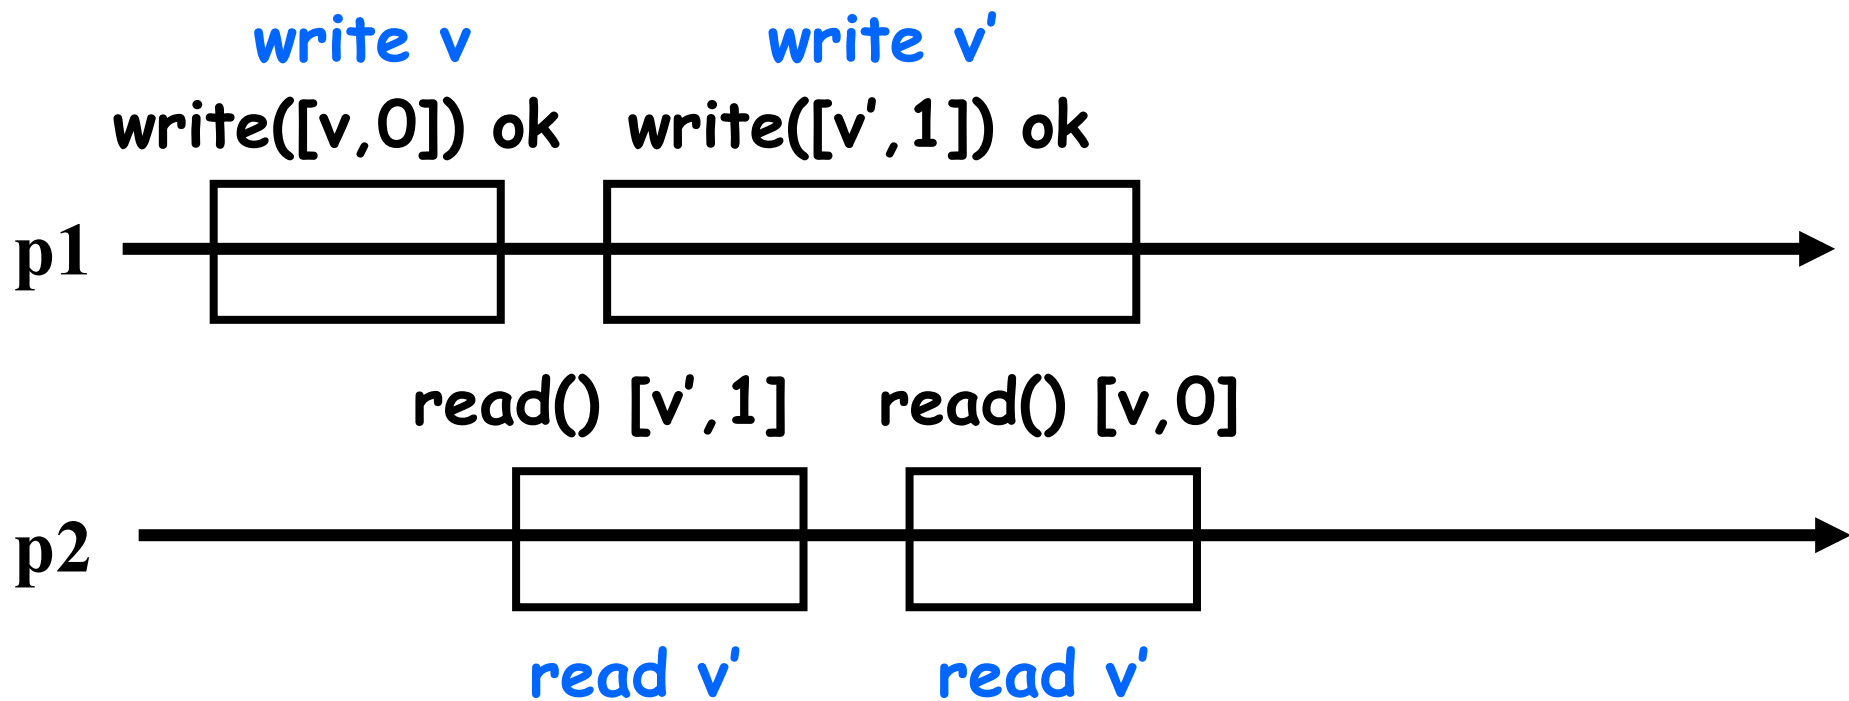 write v write v′
write([v,0]) ok write([v′,1]) ok
p1
read() [v′,1] read() [v,0]
p2
read v′ read v′